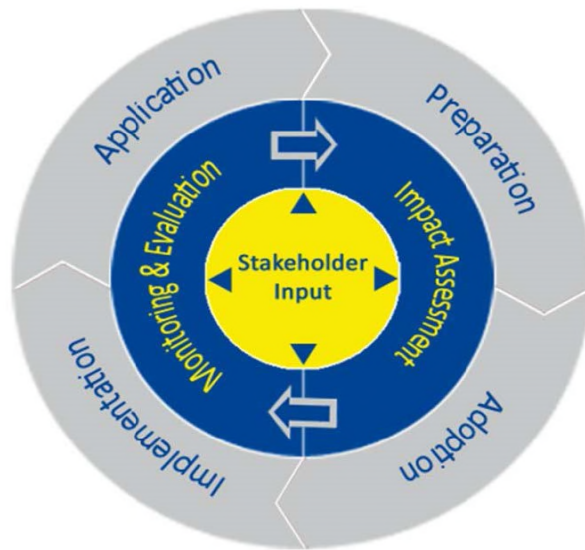 Application
Preparation
Monitoring & Evaluation
Impact Assessment
Stakeholder
Input
Implementation
Adoption